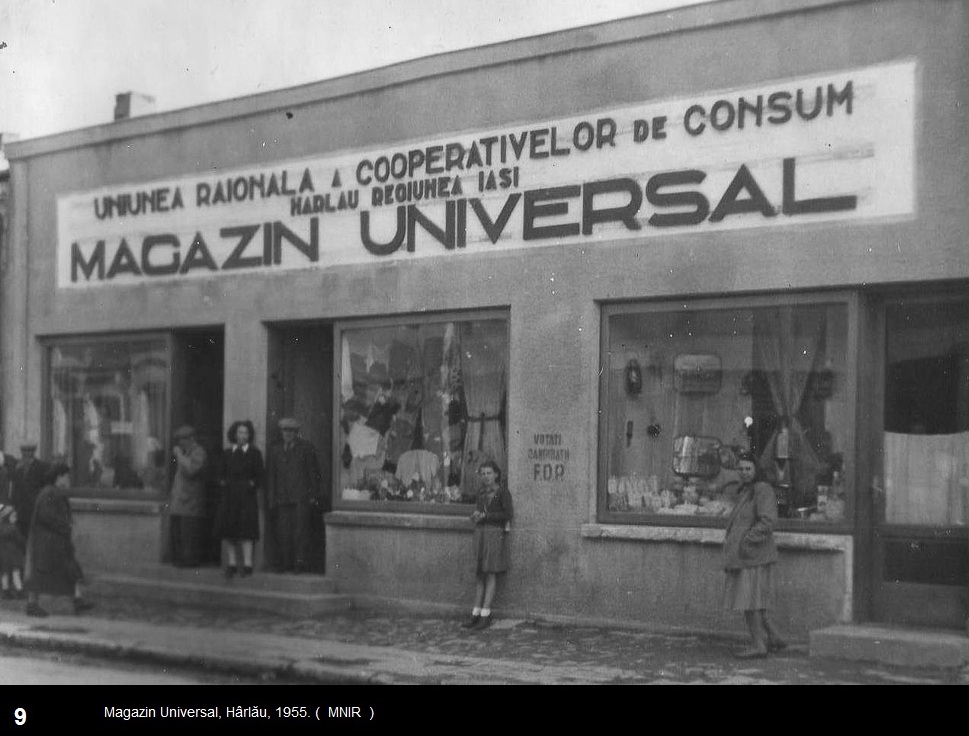 UNIUNEA RAIONALA A COOPERATIVELOR DE CONSUM
HARLAU REGIUNEA IASI
MAGAZIN UNIVERSAL
VOTATI
CANDIDATII
F.D.P.
9 Magazin Universal, Hârlău, 1955. ( MNIR )